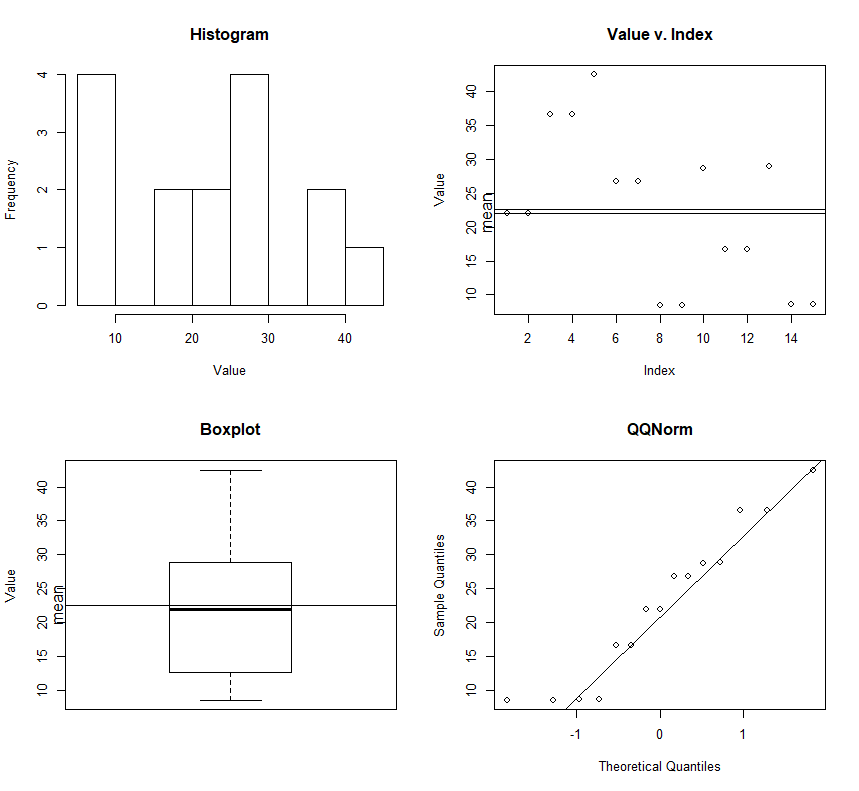 Histogram
Frequency
0 1 2 3 4
10 20 30 40
Value
Value v. Index
Value
mean
10 15 20 25 30 35 40
2 4 6 8 10 12 14
Index
Boxplot
Value
mean
10 15 20 25 30 35 40
QQNorm
Sample Quantiles
10 15 20 25 30 35 40
-1 0 1
Theoretical Quantiles